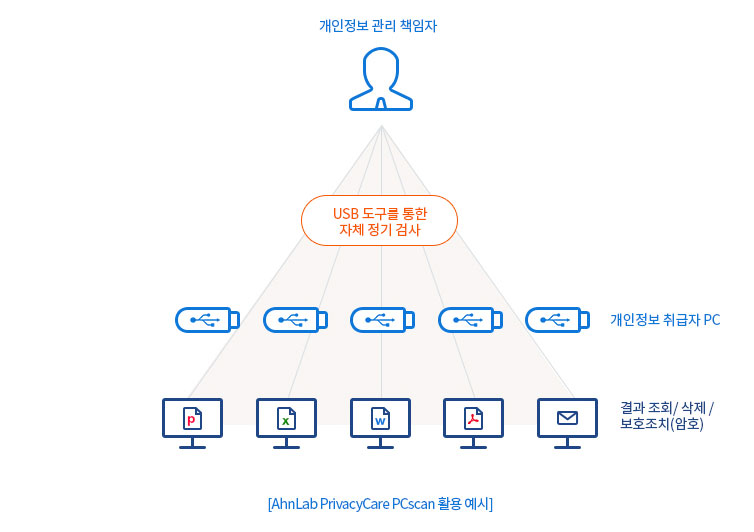 개인정보 관리 책임자
USB 도구를 통한
자체 정기 검사
개인정보 취급자 PC
p
x
w
결과 조회/ 삭제 /
보호조치(암호)
[AhnLab PrivacyCare PCscan 활용 예시]